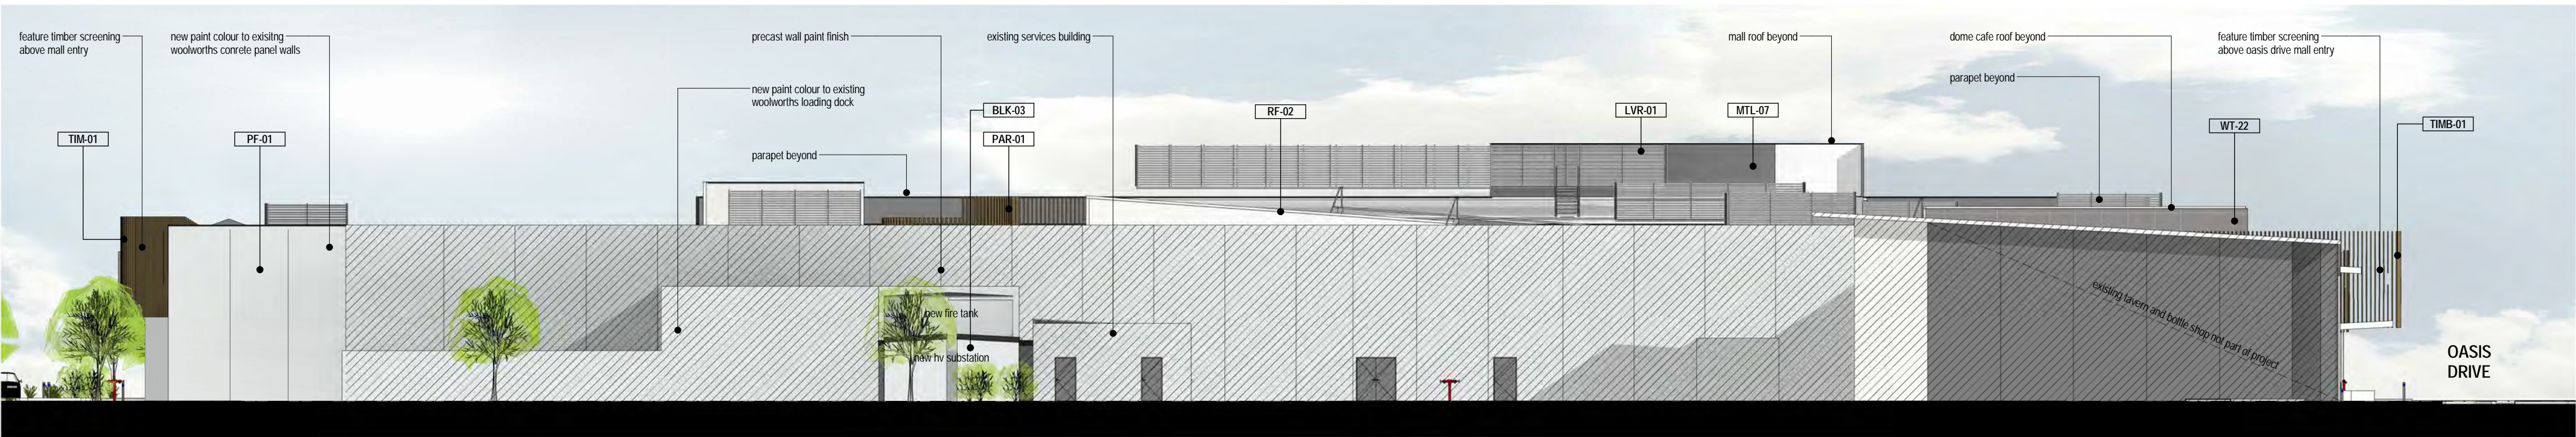 feature timber screening
above mall entry
new paint colour to exisitng
woolworths conrete panel walls
precast wall paint finish
existing services building
mall roof beyond
dome cafe roof beyond
feature timber screening
above oasis drive mall entry
parapet beyond
new paint colour to existing
woolworths loading dock
BLK-03
RF-02
LVR-01
MTL-07
WT-22
TIMB-01
TIM-01
PF-01
PAR-01
parapet beyond
existing tavern and bottle shop not part of project
new fire tank
new hv substation
OASIS
DRIVE